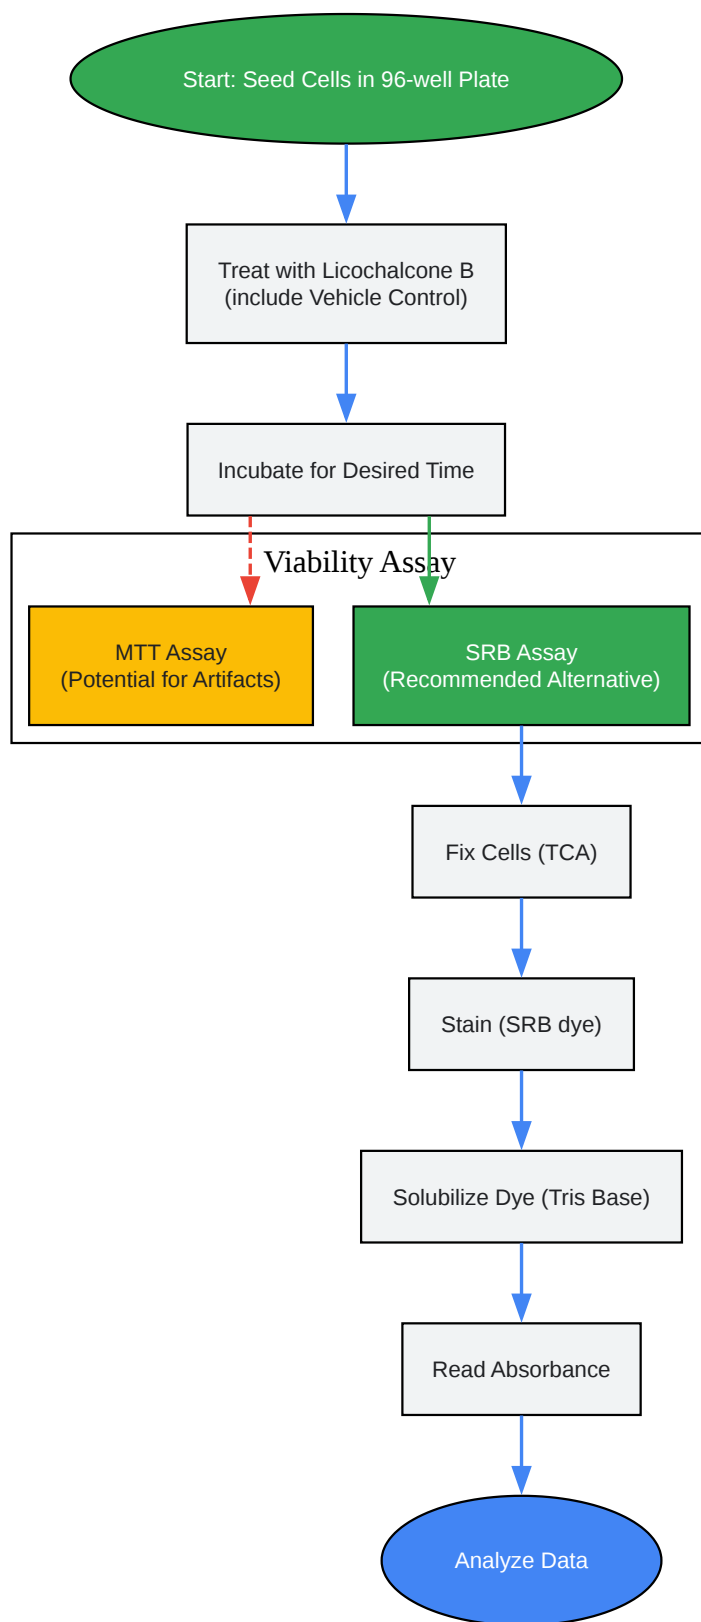 Start: Seed Cells in 96-well Plate
Treat with Licochalcone B
(include Vehicle Control)
Incubate for Desired Time
Viability Assay
MTT Assay
(Potential for Artifacts)
SRB Assay
(Recommended Alternative)
Fix Cells (TCA)
Stain (SRB dye)
Solubilize Dye (Tris Base)
Read Absorbance
Analyze Data